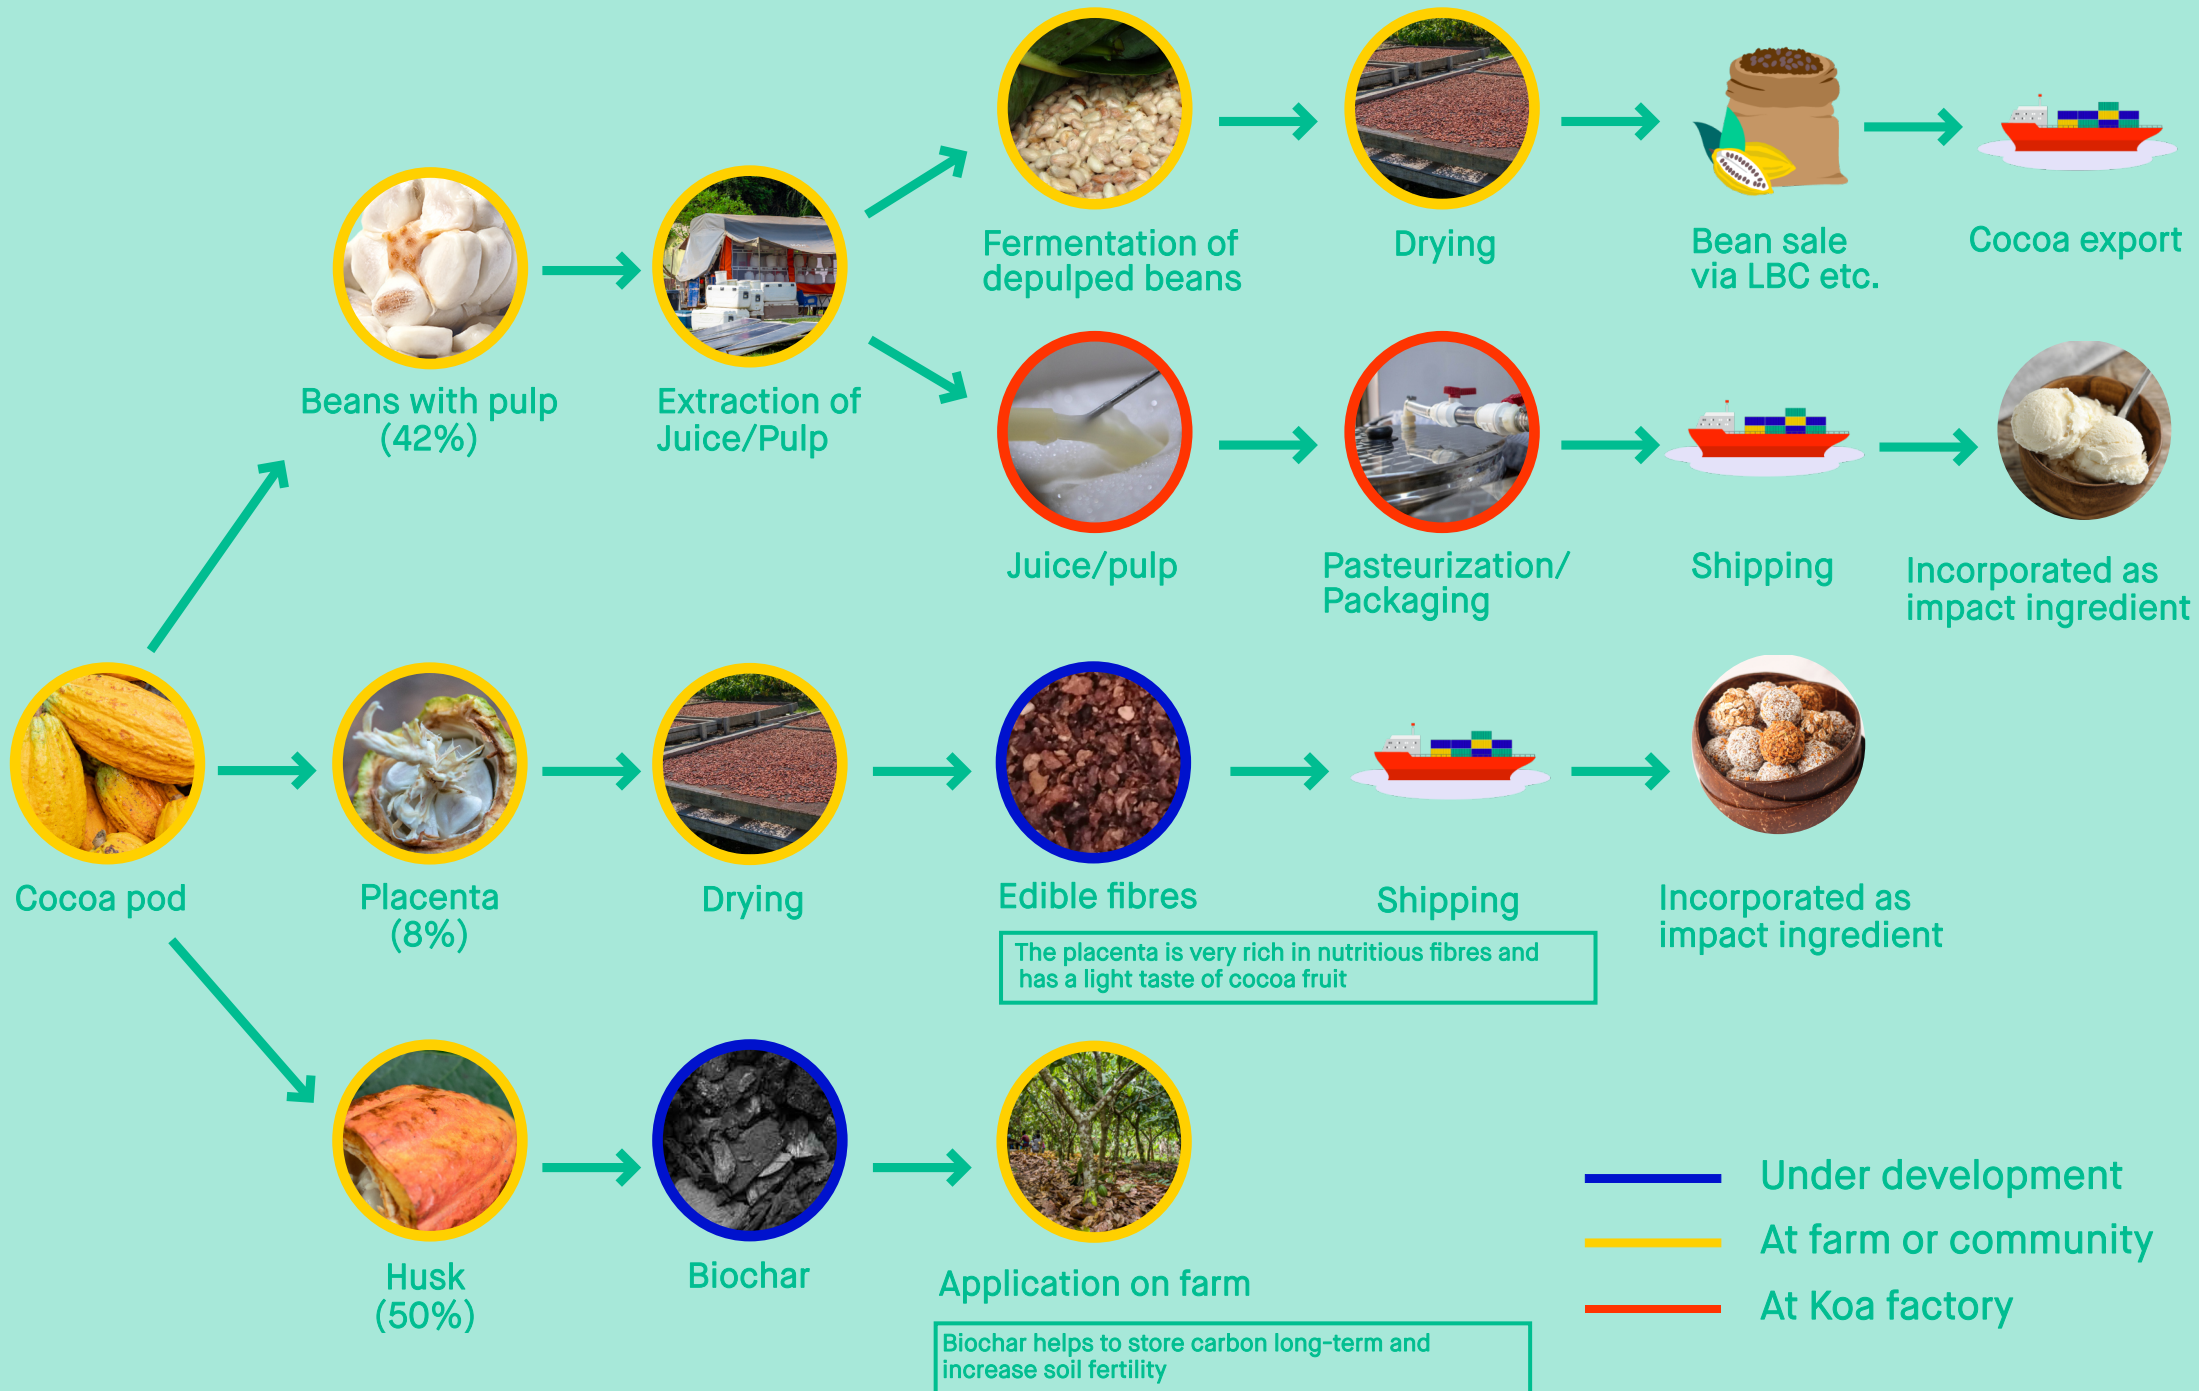 Fermentation of
depulped beans
Drying
Bean sale
via LBC etc.
Cocoa export
Beans with pulp
(42%)
Extraction of
Juice/Pulp
Juice/pulp
Pasteurization/
Packaging
Shipping
Incorporated as
impact ingredient
Cocoa pod
Placenta
(8%)
Drying
Edible fibres
The placenta is very rich in nutritious fibres and
has a light taste of cocoa fruit
Shipping
Incorporated as
impact ingredient
Husk
(50%)
Biochar
Application on farm
Biochar helps to store carbon long-term and
increase soil fertility
Under development
At farm or community
At Koa factory